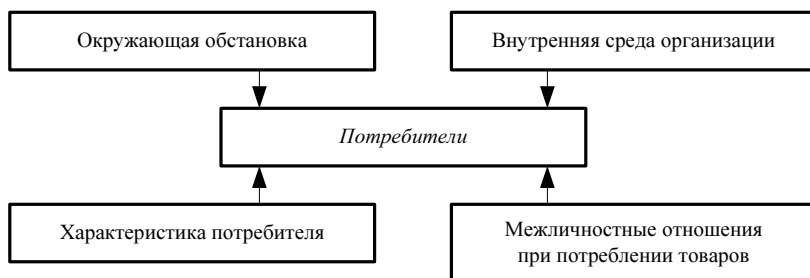 Окружающая обстановка
Внутренняя среда организации
Потребители
Характеристика потребителя
Межличностные отношения
при потреблении товаров